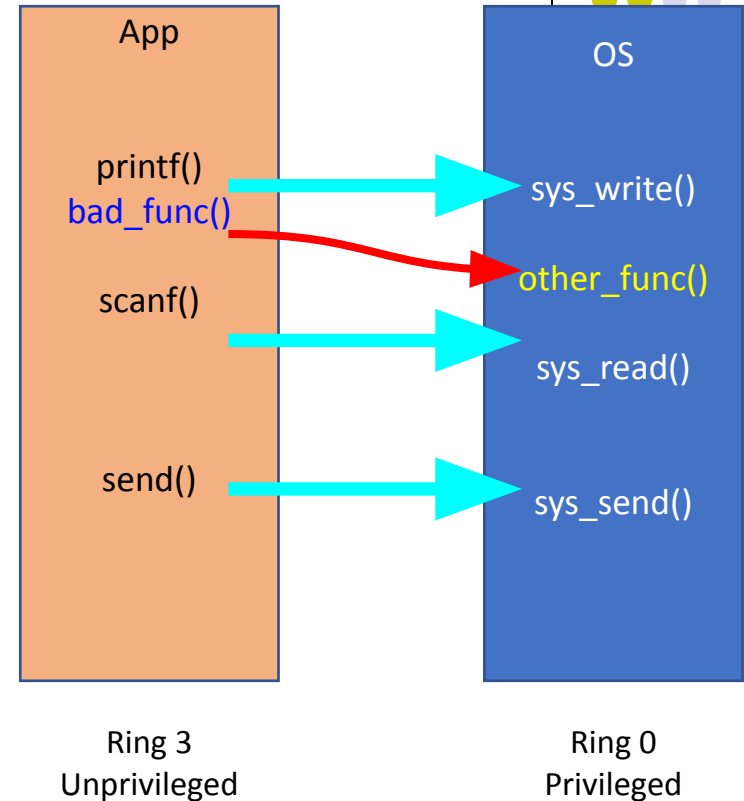 App
printf()
bad_func()
scanf()
send()
OS
sys_write()
other_func()
sys_read()
sys_send()
Ring 3
Unprivileged
Ring 0
Privileged